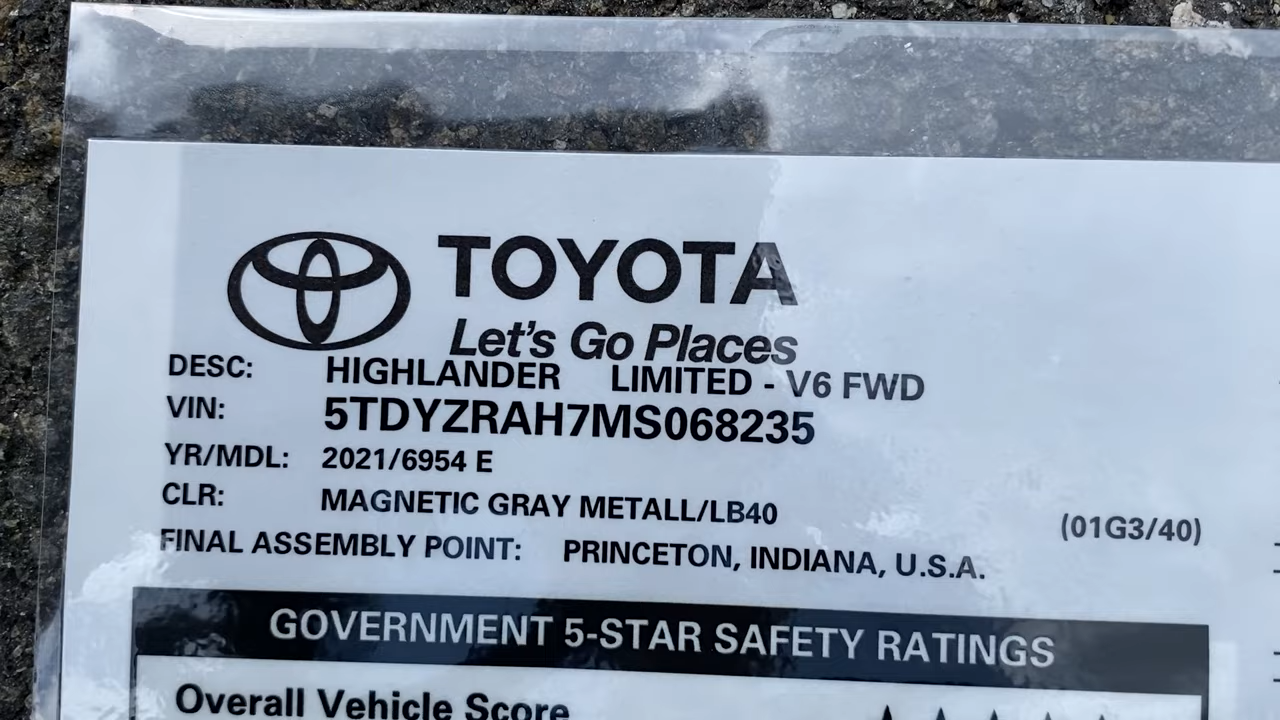 TOYOTA
Let's Go Places
DESC: HIGHLANDER LIMITED - V6 FWD
VIN: 5TDYZRAH7MS068235
YR/MDL: 2021/6954 E
CLR: MAGNETIC GRAY METALL/LB40 (01G3/40)
FINAL ASSEMBLY POINT: PRINCETON, INDIANA, U.S.A.
GOVERNMENT 5-STAR SAFETY RATINGS
Overall Vehicle Score